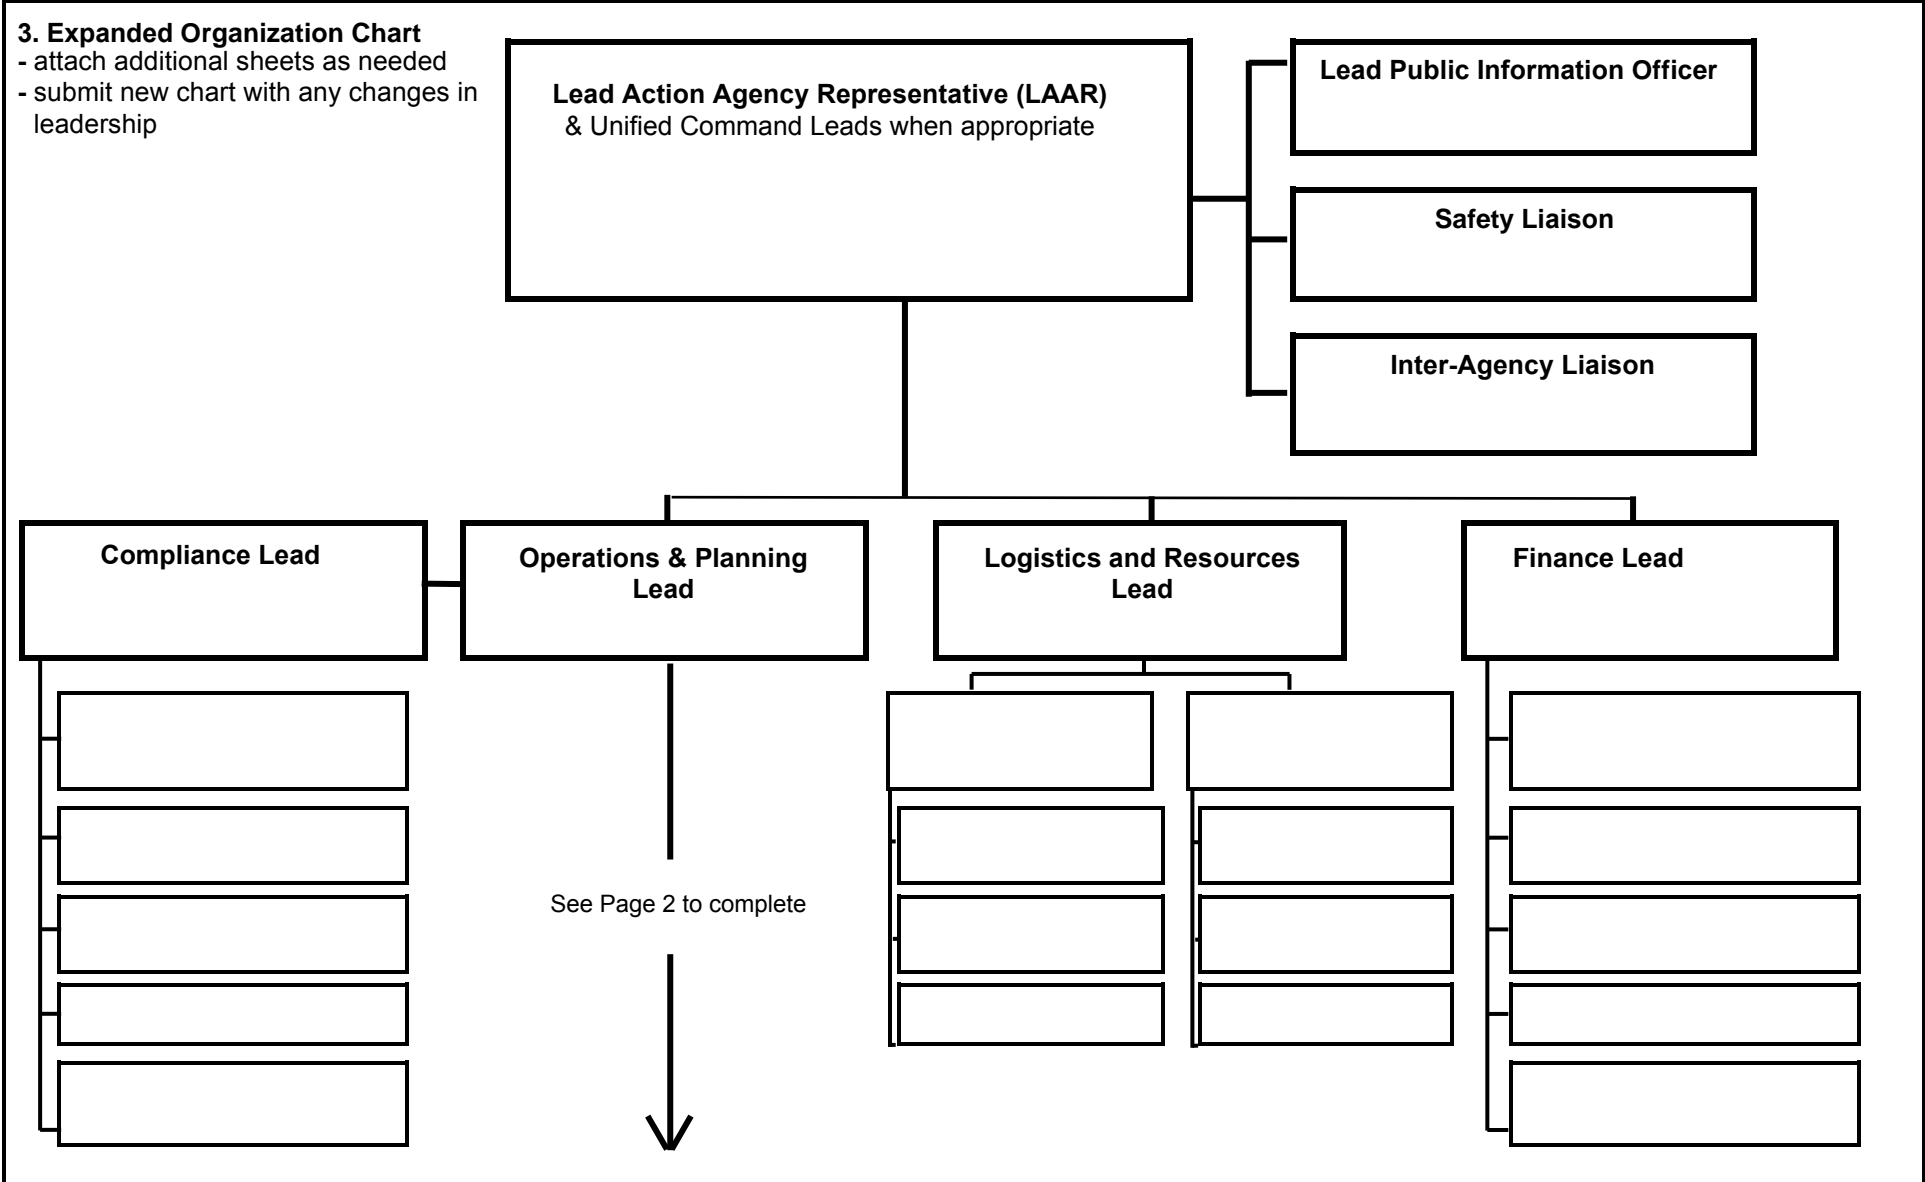 3. Expanded Organization Chart
- attach additional sheets as needed
- submit new chart with any changes in
leadership
Lead Action Agency Representative (LAAR)
& Unified Command Leads when appropriate
Lead Public Information Officer
Safety Liaison
Inter-Agency Liaison
Compliance Lead
Operations & Planning
Lead
Logistics and Resources
Lead
Finance Lead
See Page 2 to complete